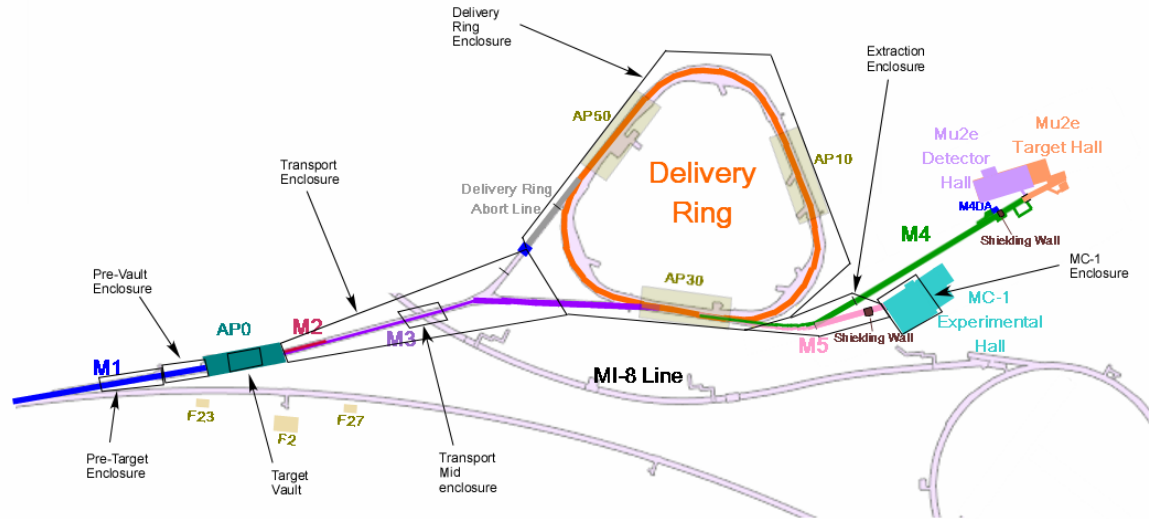 Delivery
Ring
Enclosure
Extraction
Enclosure
AP50
Mu2e
Target Hall
Mu2e
Detector
Hall
AP10
Transport
Enclosure
Delivery
Ring
Delivery Ring
Abort Line
M4DA
M4
Shielding Wall
Pre-Vault
Enclosure
MC-1
Enclosure
AP30
AP0
M2
M3
MC-1
Experimental
Hall
M1
M5
Shielding Wall
MI-8 Line
F23
F2
F27
Pre-Target
Enclosure
Target
Vault
Transport
Mid
enclosure